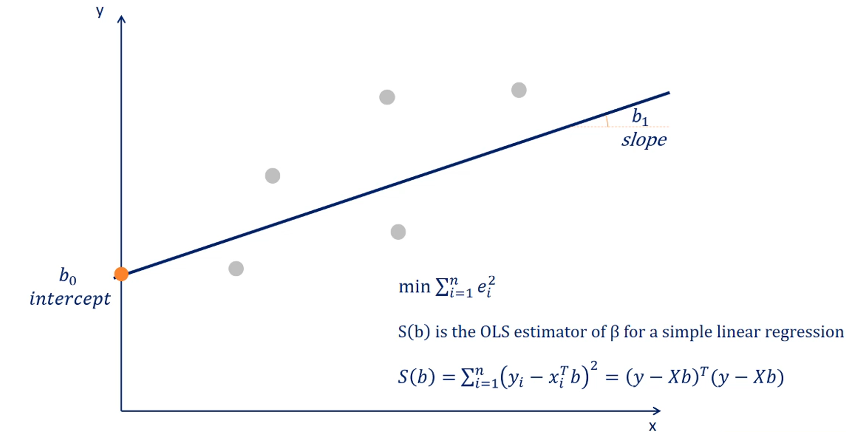 y
b₁
slope
b₀
intercept
min ∑ⁿᵢ₌₁ eᵢ²
S(b) is the OLS estimator of β for a simple linear regression
S(b) = ∑ⁿᵢ₌₁(yᵢ − xᵢᵀb)² = (y − Xb)ᵀ(y − Xb)
x